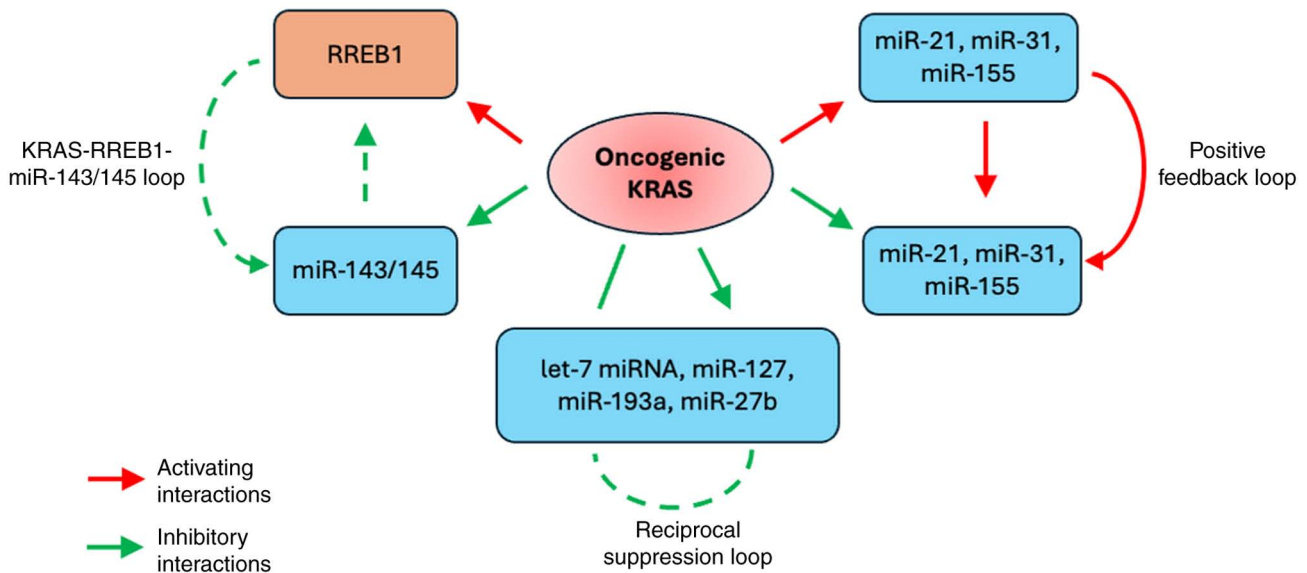 RREB1
miR-21, miR-31,
miR-155
KRAS-RREB1-
miR-143/145 loop
Oncogenic
KRAS
Positive
feedback loop
miR-143/145
miR-21, miR-31,
miR-155
let-7 miRNA, miR-127,
miR-193a, miR-27b
Activating
interactions
Inhibitory
interactions
Reciprocal
suppression loop